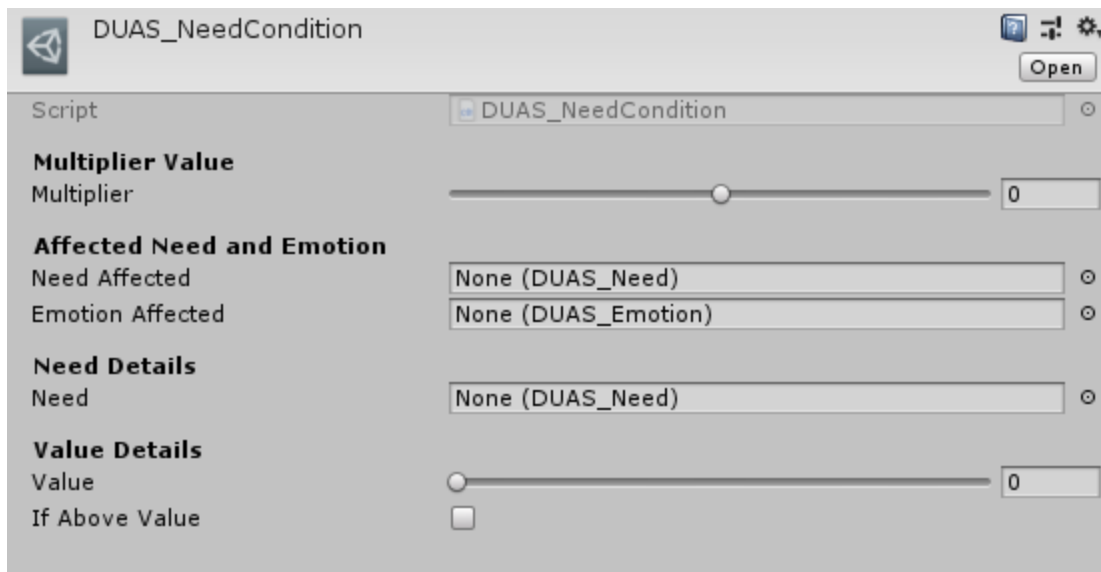 DUAS_NeedCondition
Open
Script DUAS_NeedCondition
Multiplier Value
Multiplier 0
Affected Need and Emotion
Need Affected None (DUAS_Need)
Emotion Affected None (DUAS_Emotion)
Need Details
Need None (DUAS_Need)
Value Details
Value 0
If Above Value